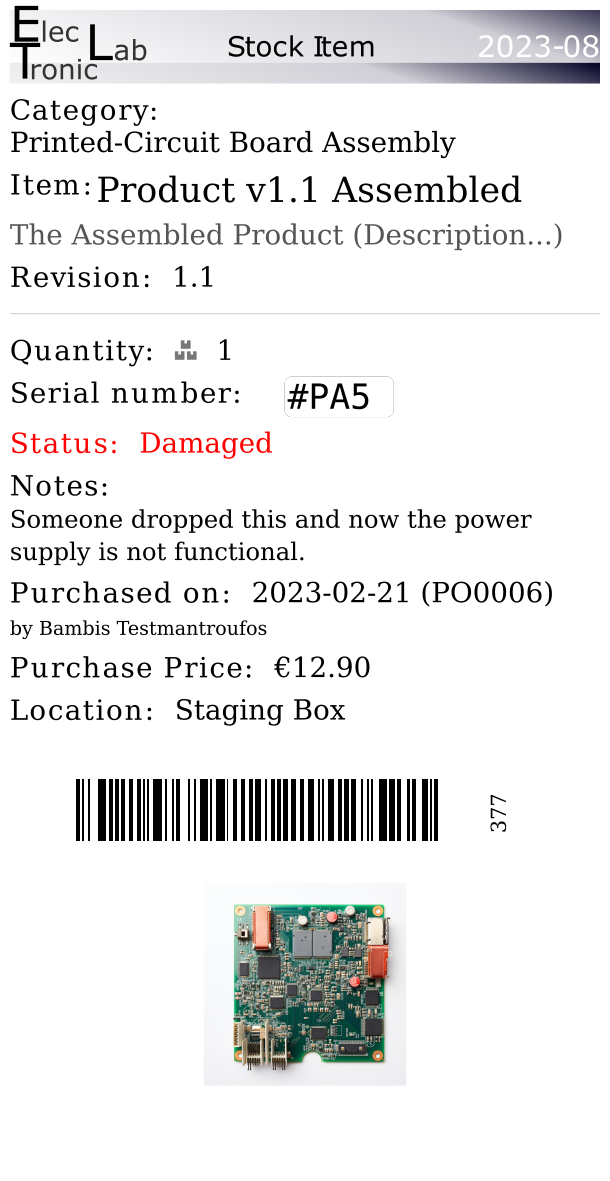 Elec Lab
Tronic
Stock Item
2023-08
Category:
Printed-Circuit Board Assembly
Item: Product v1.1 Assembled
The Assembled Product (Description...)
Revision: 1.1
Quantity: 1
Serial number: #PA5
Status: Damaged
Notes:
Someone dropped this and now the power
supply is not functional.
Purchased on: 2023-02-21 (PO0006)
by Bambis Testmantroufos
Purchase Price: €12.90
Location: Staging Box
377